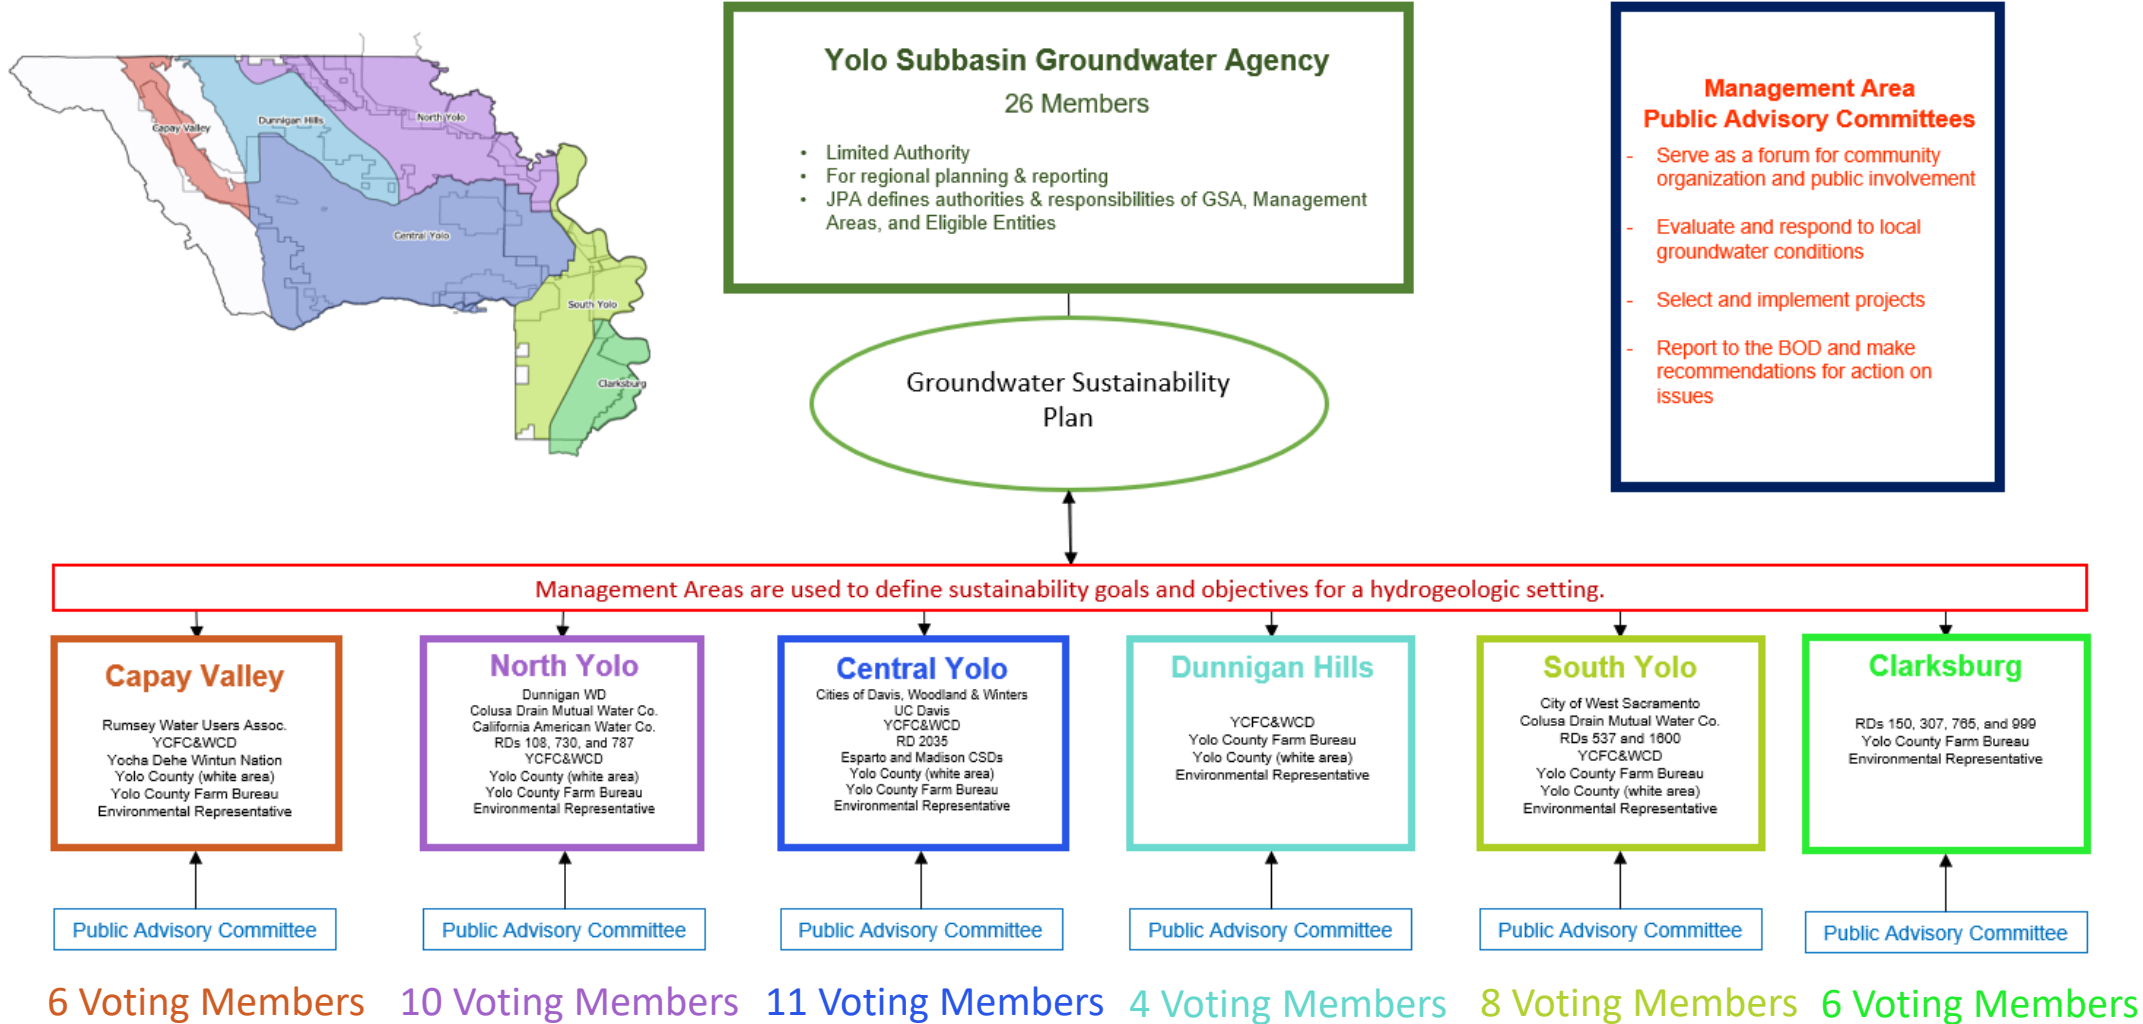 Capay Valley
Dunnigan Hills
North Yolo
Central Yolo
South Yolo
Clarksburg
Yolo Subbasin Groundwater Agency
26 Members
• Limited Authority
• For regional planning & reporting
• JPA defines authorities & responsibilities of GSA, Management
Areas, and Eligible Entities
Management Area
Public Advisory Committees
- Serve as a forum for community
organization and public involvement
- Evaluate and respond to local
groundwater conditions
- Select and implement projects
- Report to the BOD and make
recommendations for action on
issues
Groundwater Sustainability
Plan
Management Areas are used to define sustainability goals and objectives for a hydrogeologic setting.
Capay Valley
Rumsey Water Users Assoc.
YCFC&WCD
Yocha Dehe Wintun Nation
Yolo County (white area)
Yolo County Farm Bureau
Environmental Representative
North Yolo
Dunnigan WD
Colusa Drain Mutual Water Co.
California American Water Co.
RDs 108, 730, and 787
YCFC&WCD
Yolo County (white area)
Yolo County Farm Bureau
Environmental Representative
Central Yolo
Cities of Davis, Woodland & Winters
UC Davis
YCFC&WCD
RD 2035
Esparto and Madison CSDs
Yolo County (white area)
Yolo County Farm Bureau
Environmental Representative
Dunnigan Hills
YCFC&WCD
Yolo County Farm Bureau
Yolo County (white area)
Environmental Representative
South Yolo
City of West Sacramento
Colusa Drain Mutual Water Co.
RDs 537 and 1600
YCFC&WCD
Yolo County Farm Bureau
Yolo County (white area)
Environmental Representative
Clarksburg
RDs 150, 307, 765, and 999
Yolo County Farm Bureau
Environmental Representative
Public Advisory Committee
Public Advisory Committee
Public Advisory Committee
Public Advisory Committee
Public Advisory Committee
Public Advisory Committee
6 Voting Members
10 Voting Members
11 Voting Members
4 Voting Members
8 Voting Members
6 Voting Members